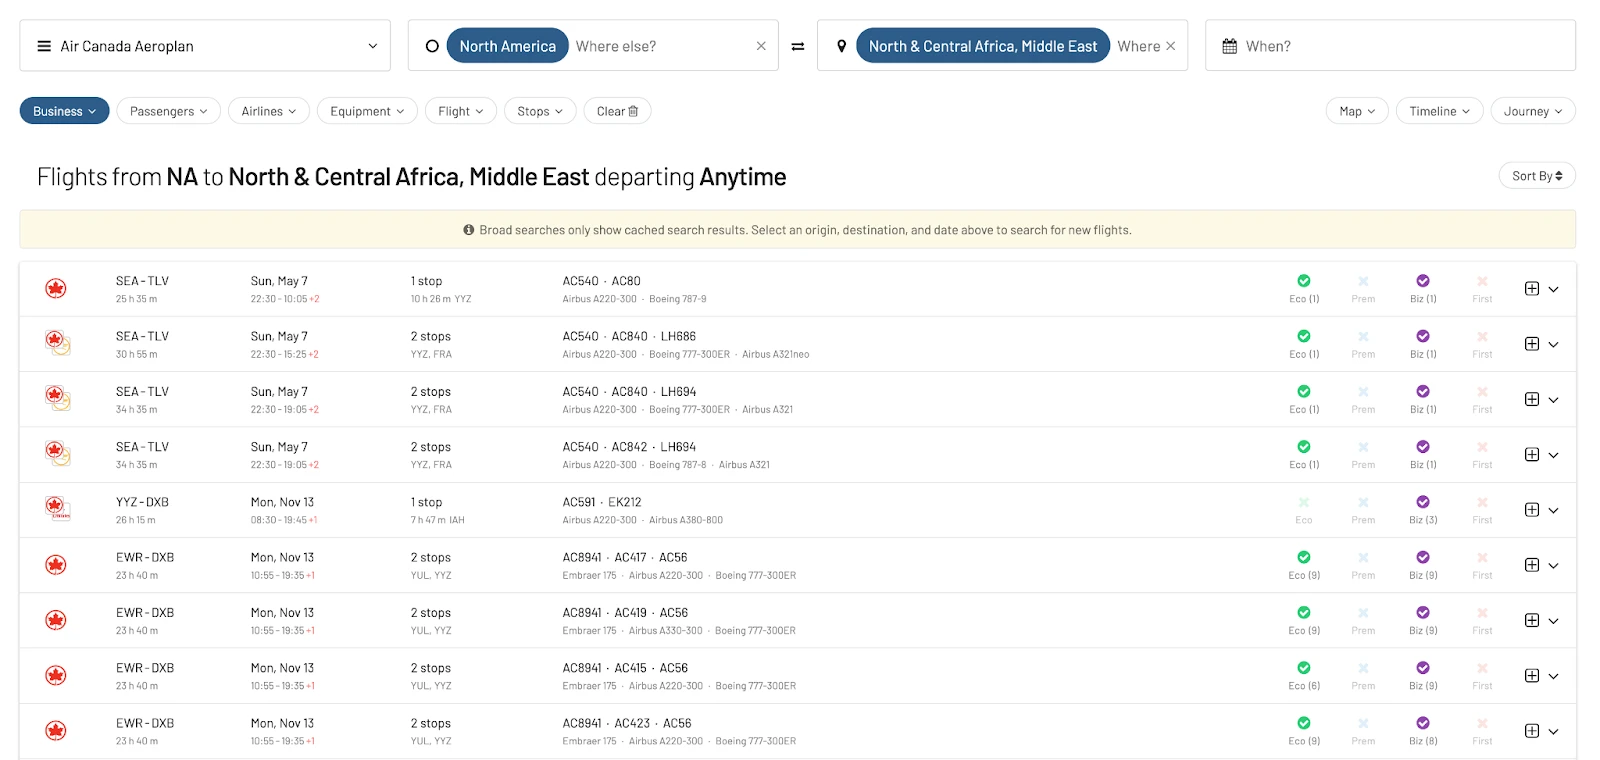 Air Canada Aeroplan
North America Where else?
North & Central Africa, Middle East Where
When?
Business Passengers Airlines Equipment Flight Stops Clear Map Timeline Journey
Flights from NA to North & Central Africa, Middle East departing Anytime
Sort By
Broad searches only show cached search results. Select an origin, destination, and date above to search for new flights.
SEA - TLV Sun, May 7 1 stop AC540 · AC80
25 h 35 m 22:30 - 10:05 +2 10 h 26 m YYZ Airbus A220-300 · Boeing 787-9 Eco (1) Prem Biz (1) First
SEA - TLV Sun, May 7 2 stops AC540 · AC840 · LH686
30 h 55 m 22:30 - 15:25 +2 YYZ, FRA Airbus A220-300 · Boeing 777-300ER · Airbus A321neo Eco (1) Prem Biz (1) First
SEA - TLV Sun, May 7 2 stops AC540 · AC840 · LH694
34 h 35 m 22:30 - 19:05 +2 YYZ, FRA Airbus A220-300 · Boeing 777-300ER · Airbus A321 Eco (1) Prem Biz (1) First
SEA - TLV Sun, May 7 2 stops AC540 · AC842 · LH694
34 h 35 m 22:30 - 19:05 +2 YYZ, FRA Airbus A220-300 · Boeing 787-8 · Airbus A321 Eco (1) Prem Biz (1) First
YYZ - DXB Mon, Nov 13 1 stop AC591 · EK212
26 h 15 m 08:30 - 19:45 +1 7 h 47 m IAH Airbus A220-300 · Airbus A380-800 Eco Prem Biz (3) First
EWR - DXB Mon, Nov 13 2 stops AC8941 · AC417 · AC56
23 h 40 m 10:55 - 19:35 +1 YUL, YYZ Embraer 175 · Airbus A220-300 · Boeing 777-300ER Eco (9) Prem Biz (9) First
EWR - DXB Mon, Nov 13 2 stops AC8941 · AC419 · AC56
23 h 40 m 10:55 - 19:35 +1 YUL, YYZ Embraer 175 · Airbus A330-300 · Boeing 777-300ER Eco (9) Prem Biz (9) First
EWR - DXB Mon, Nov 13 2 stops AC8941 · AC415 · AC56
23 h 40 m 10:55 - 19:35 +1 YUL, YYZ Embraer 175 · Airbus A220-300 · Boeing 777-300ER Eco (6) Prem Biz (9) First
EWR - DXB Mon, Nov 13 2 stops AC8941 · AC423 · AC56
23 h 40 m 10:55 - 19:35 +1 YUL, YYZ Embraer 175 · Airbus A220-300 · Boeing 777-300ER Eco (9) Prem Biz (8) First